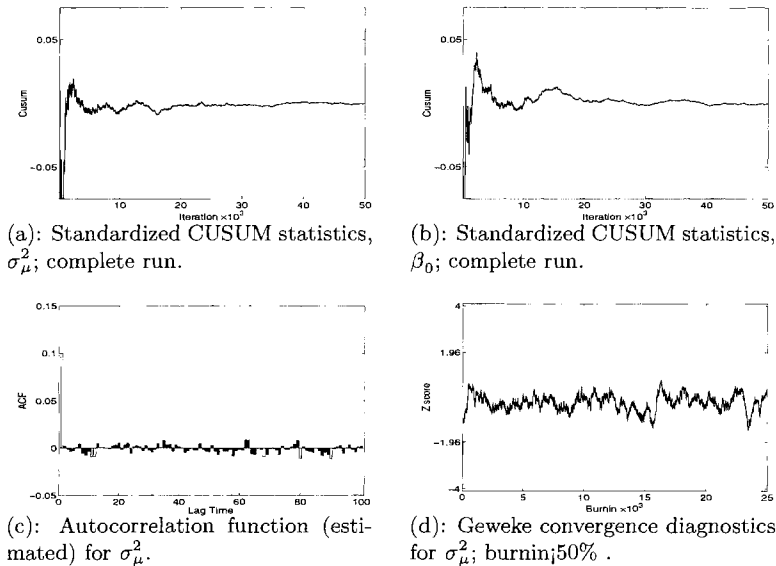 0.05
Cusum
-0.05
10
20
30
40
50
Iteration ×10³
(a): Standardized CUSUM statistics,
σ²_μ; complete run.
0.05
Cusum
-0.05
10
20
30
40
50
Iteration ×10³
(b): Standardized CUSUM statistics,
β₀; complete run.
0.15
0.1
0.05
0
-0.05
ACF
0
20
40
60
80
100
Lag Time
(c): Autocorrelation function (esti-
mated) for σ²_μ.
4
1.96
Z score
-1.96
-4
0
5
10
15
20
25
Burnin ×10³
(d): Geweke convergence diagnostics
for σ²_μ; burnin¡50% .